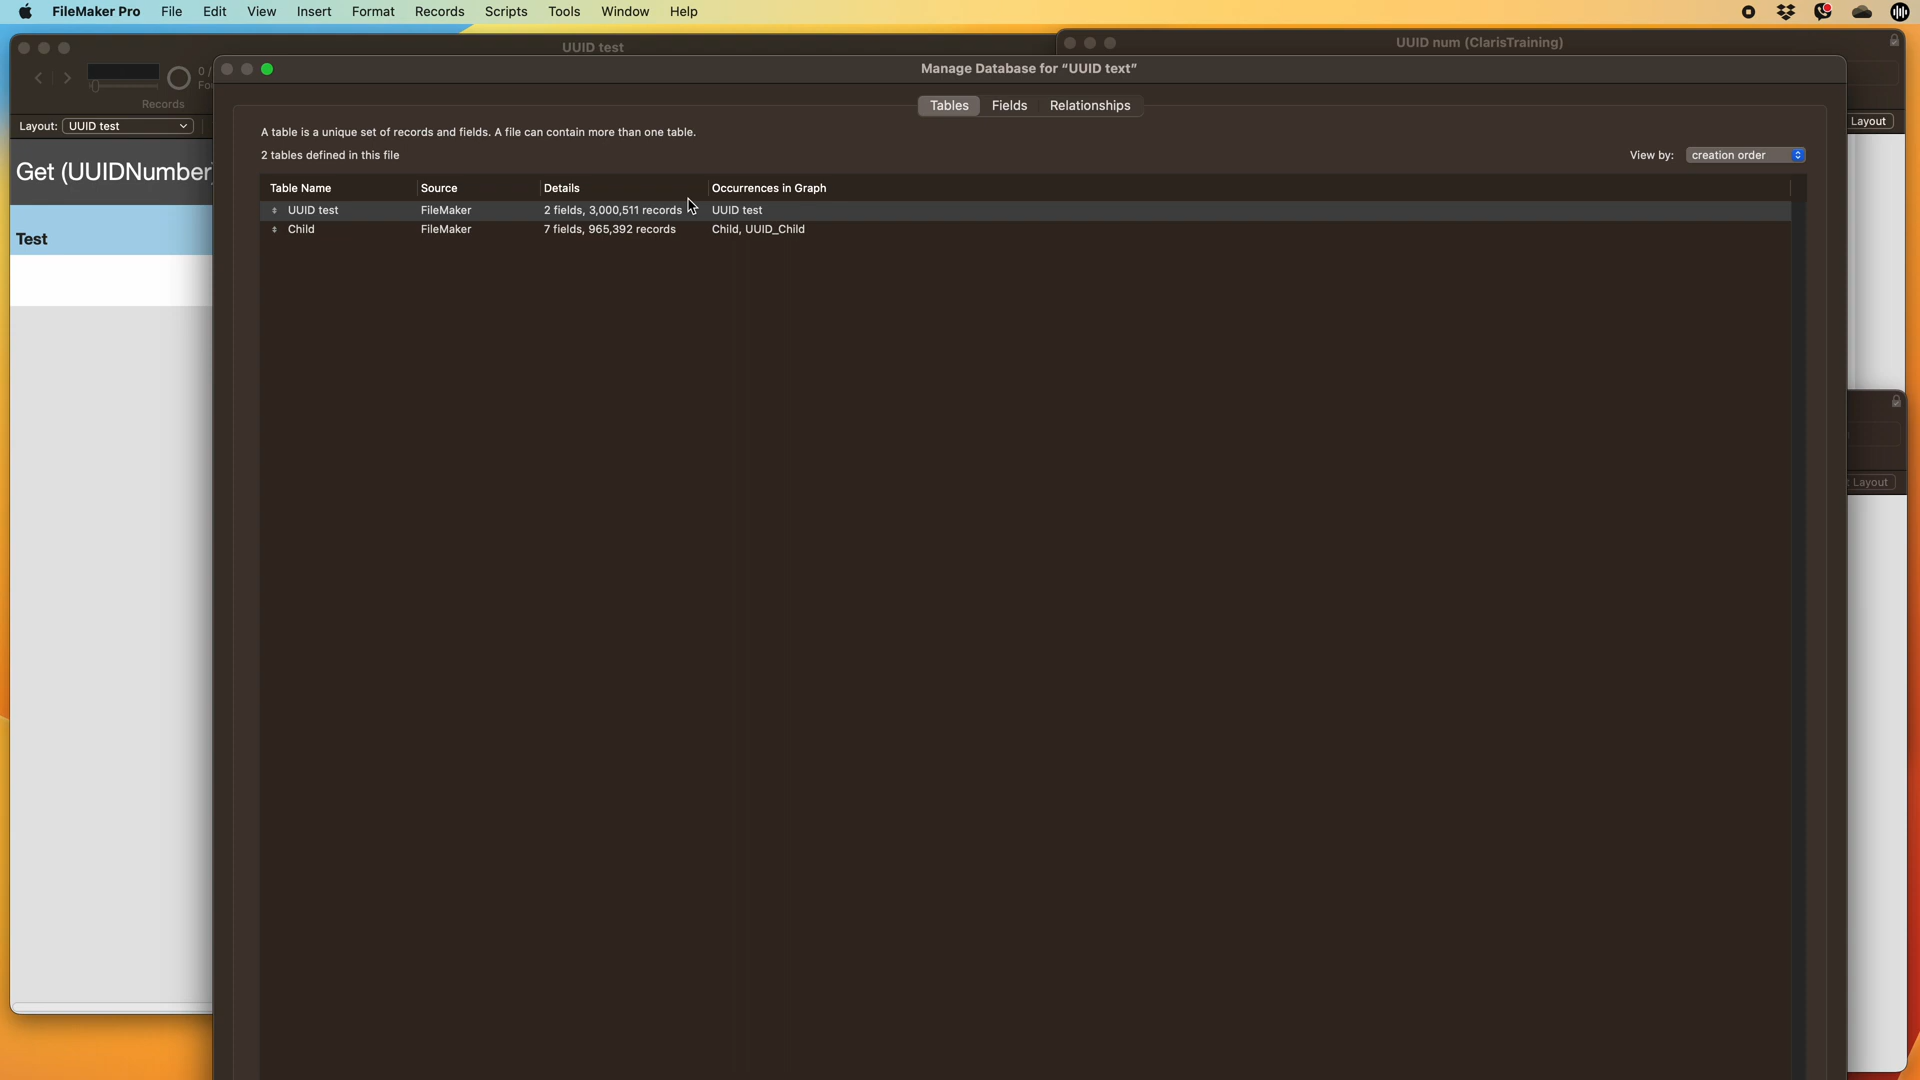 FileMaker Pro File Edit View Insert Format Records Scripts Tools Window Help
UUID test
UUID num (ClarisTraining)
Manage Database for “UUID text”
0 /
Records
Tables Fields Relationships
Layout: UUID test
Layout
A table is a unique set of records and fields. A file can contain more than one table.
2 tables defined in this file
View by: creation order
Get (UUIDNumber)
Table Name Source Details Occurrences in Graph
UUID test FileMaker 2 fields, 3,000,511 records UUID test
Child FileMaker 7 fields, 965,392 records Child, UUID_Child
Test
Layout